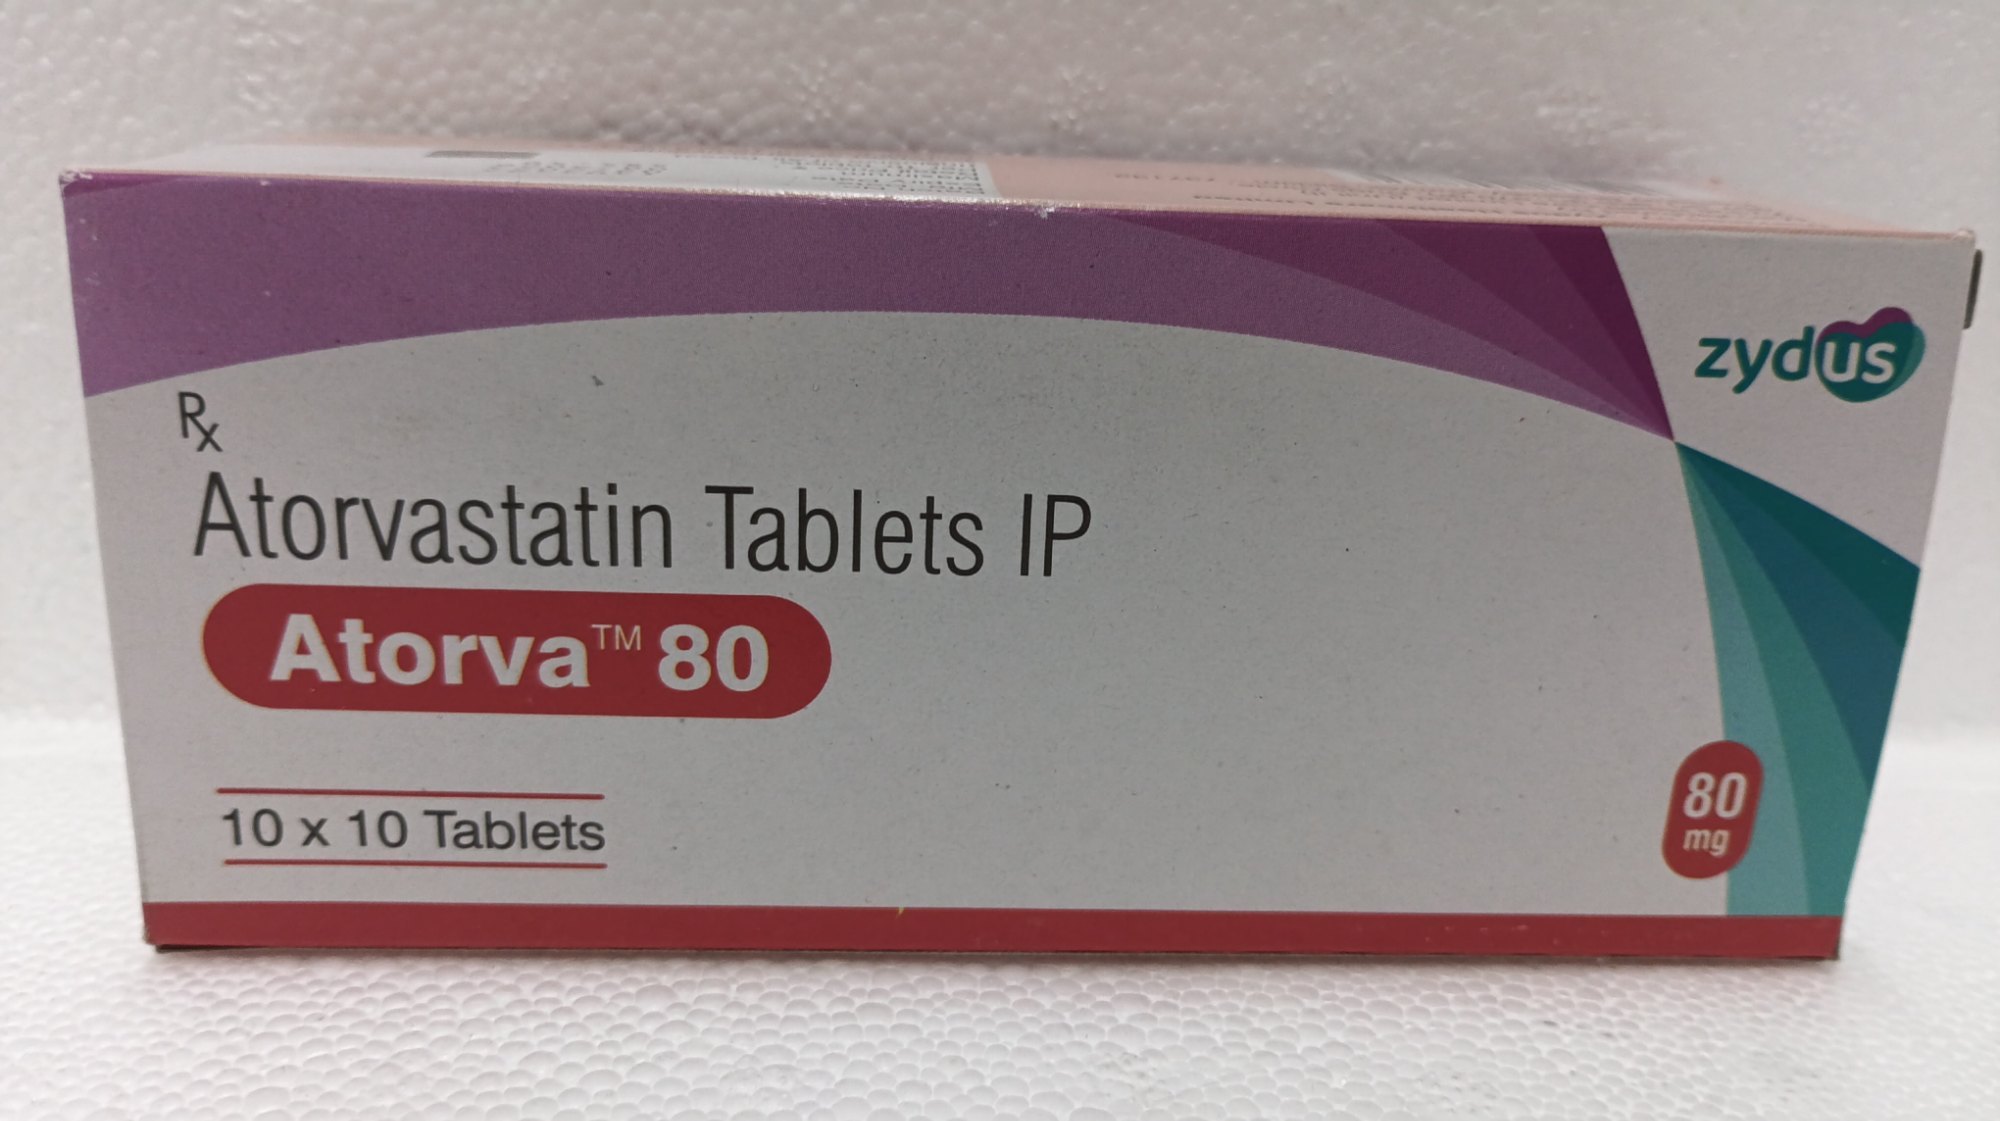 zydus
Rx
Atorvastatin Tablets IP
Atorva™ 80
10 x 10 Tablets
80
mg